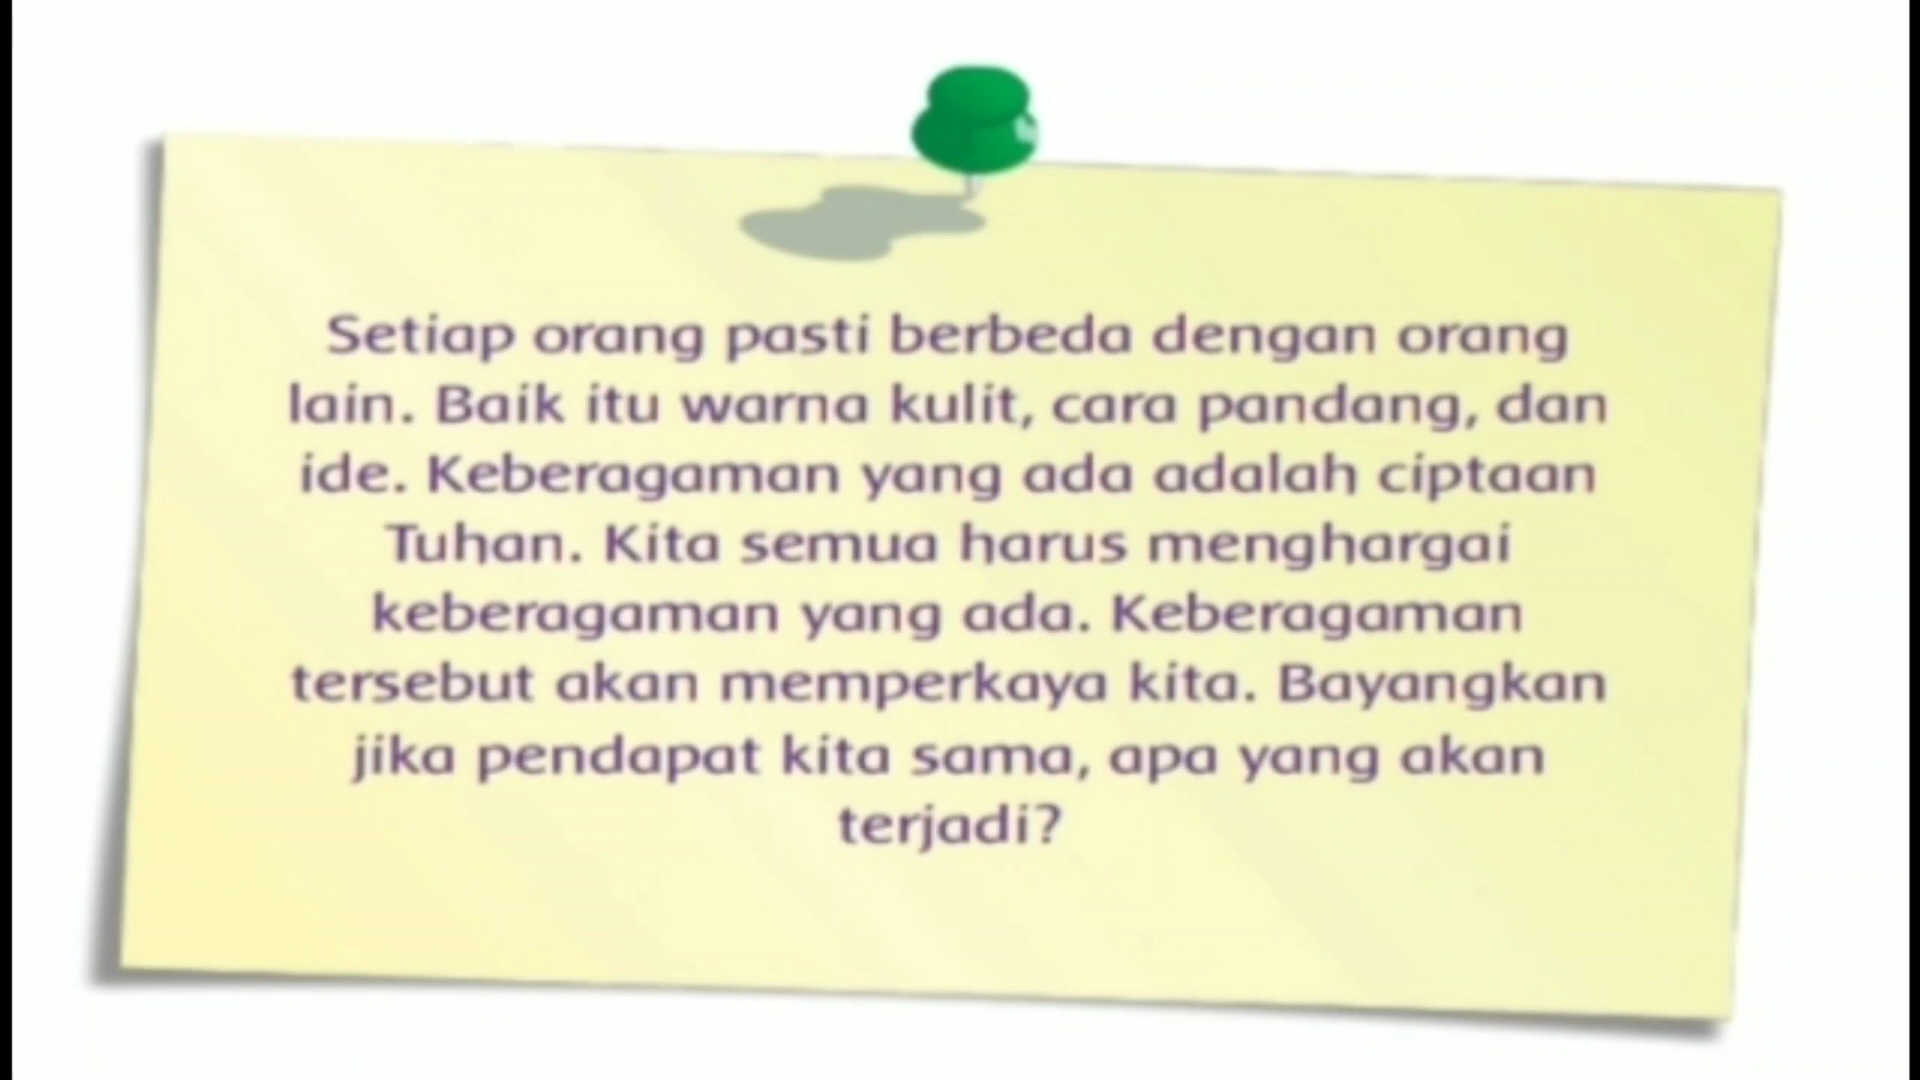 Setiap orang pasti berbeda dengan orang
lain. Baik itu warna kulit, cara pandang, dan
ide. Keberagaman yang ada adalah ciptaan
Tuhan. Kita semua harus menghargai
keberagaman yang ada. Keberagaman
tersebut akan memperkaya kita. Bayangkan
jika pendapat kita sama, apa yang akan
terjadi?